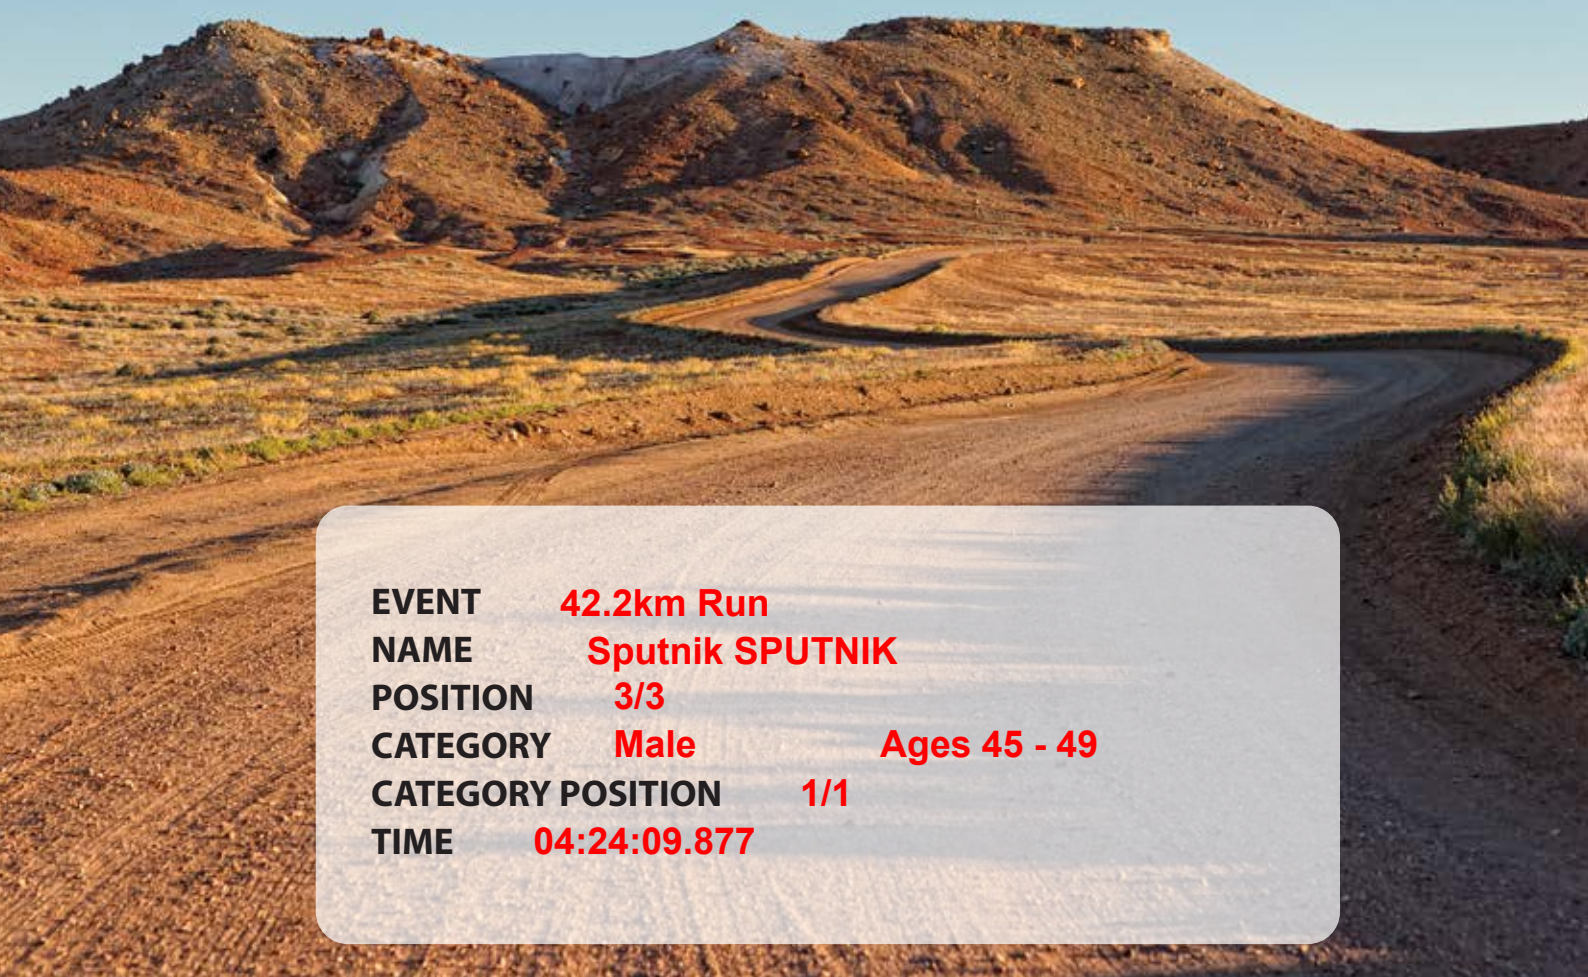 EVENT 42.2km Run
NAME Sputnik SPUTNIK
POSITION 3/3
CATEGORY Male Ages 45 - 49
CATEGORY POSITION 1/1
TIME 04:24:09.877